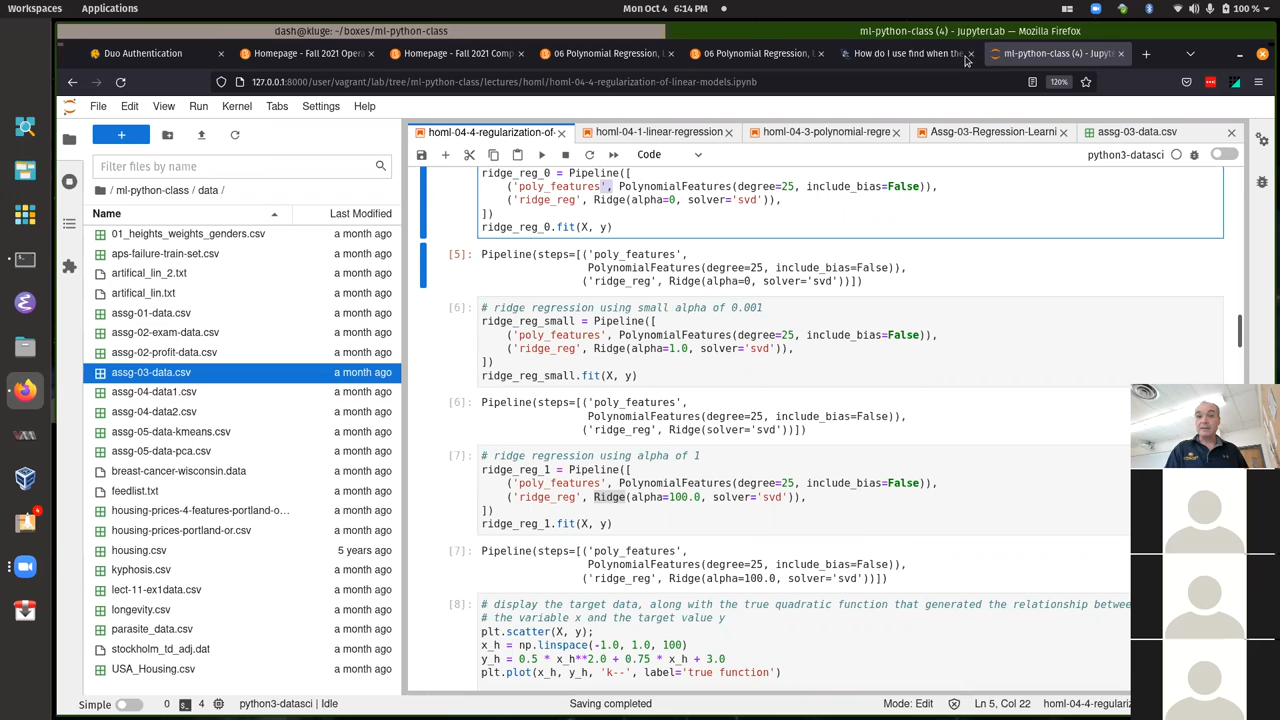 Workspaces Applications Mon Oct 4 6:14 PM 100 %
dash@kluge: ~/boxes/ml-python-class ml-python-class (4) - JupyterLab — Mozilla Firefox
Duo Authentication Homepage - Fall 2021 Opera Homepage - Fall 2021 Comp 06 Polynomial Regression, L 06 Polynomial Regression, L How do I use find when the ml-python-class (4) - Jupyte
127.0.0.1:8000/user/vagrant/lab/tree/ml-python-class/lectures/homl/homl-04-4-regularization-of-linear-models.ipynb 120%
File Edit View Run Kernel Tabs Settings Help
homl-04-4-regularization-of- homl-04-1-linear-regression homl-04-3-polynomial-regre Assg-03-Regression-Learni assg-03-data.csv
Code python3-datasci
Filter files by name
/ ml-python-class / data /
Name Last Modified
01_heights_weights_genders.csv a month ago
aps-failure-train-set.csv a month ago
artifical_lin_2.txt a month ago
artifical_lin.txt a month ago
assg-01-data.csv a month ago
assg-02-exam-data.csv a month ago
assg-02-profit-data.csv a month ago
assg-03-data.csv a month ago
assg-04-data1.csv a month ago
assg-04-data2.csv a month ago
assg-05-data-kmeans.csv a month ago
assg-05-data-pca.csv a month ago
breast-cancer-wisconsin.data a month ago
feedlist.txt a month ago
housing-prices-4-features-portland-o... a month ago
housing-prices-portland-or.csv a month ago
housing.csv 5 years ago
kyphosis.csv a month ago
lect-11-ex1data.csv a month ago
longevity.csv a month ago
parasite_data.csv a month ago
stockholm_td_adj.dat a month ago
USA_Housing.csv a month ago
ridge_reg_0 = Pipeline([
('poly_features', PolynomialFeatures(degree=25, include_bias=False)),
('ridge_reg', Ridge(alpha=0, solver='svd')),
])
ridge_reg_0.fit(X, y)
[5]: Pipeline(steps=[('poly_features',
PolynomialFeatures(degree=25, include_bias=False)),
('ridge_reg', Ridge(alpha=0, solver='svd'))])
[6] # ridge regression using small alpha of 0.001
ridge_reg_small = Pipeline([
('poly_features', PolynomialFeatures(degree=25, include_bias=False)),
('ridge_reg', Ridge(alpha=1.0, solver='svd')),
])
ridge_reg_small.fit(X, y)
[6]: Pipeline(steps=[('poly_features',
PolynomialFeatures(degree=25, include_bias=False)),
('ridge_reg', Ridge(solver='svd'))])
[7] # ridge regression using alpha of 1
ridge_reg_1 = Pipeline([
('poly_features', PolynomialFeatures(degree=25, include_bias=False)),
('ridge_reg', Ridge(alpha=100.0, solver='svd')),
])
ridge_reg_1.fit(X, y)
[7]: Pipeline(steps=[('poly_features',
PolynomialFeatures(degree=25, include_bias=False)),
('ridge_reg', Ridge(alpha=100.0, solver='svd'))])
[8] # display the target data, along with the true quadratic function that generated the relationship betwee
# the variable x and the target value y
plt.scatter(X, y);
x_h = np.linspace(-1.0, 1.0, 100)
y_h = 0.5 * x_h**2.0 + 0.75 * x_h + 3.0
plt.plot(x_h, y_h, 'k--', label='true function')
4
Simple 0 4 python3-datasci | Idle Saving completed Mode: Edit Ln 5, Col 22 homl-04-4-regulariz